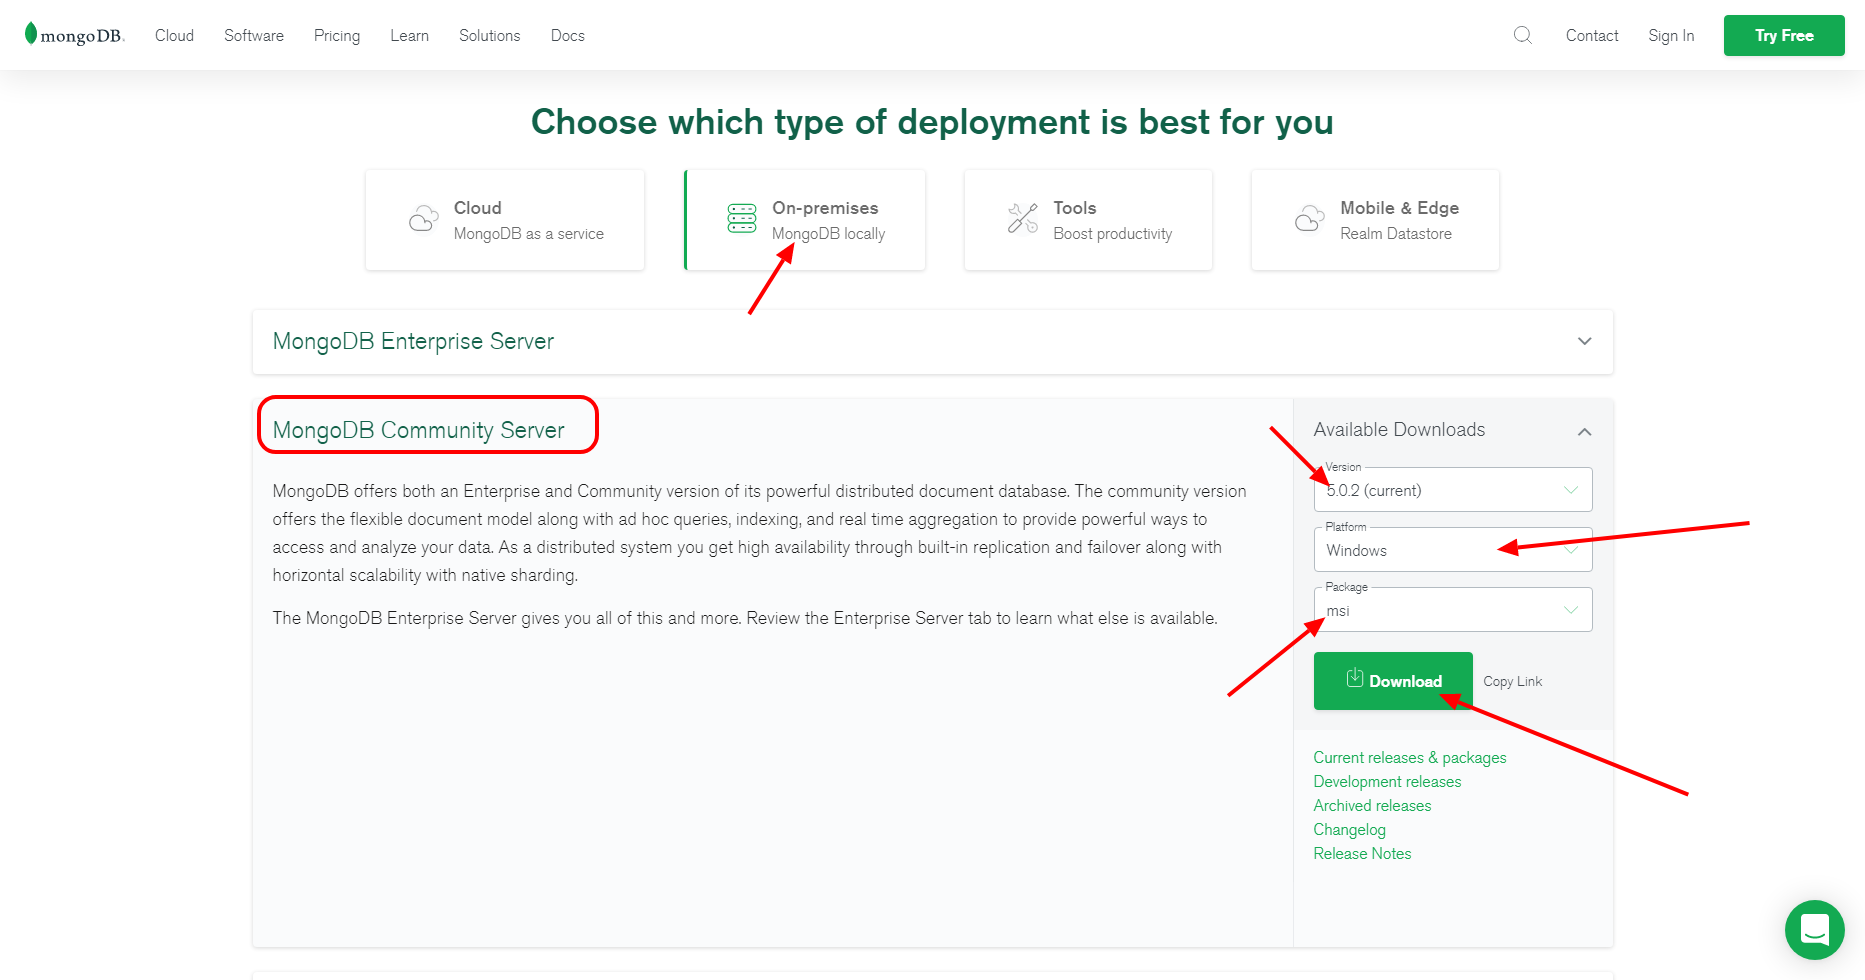 mongoDB.
Cloud
Software
Pricing
Learn
Solutions
Docs
Contact
Sign In
Try Free
Choose which type of deployment is best for you
Cloud
MongoDB as a service
On-premises
MongoDB locally
Tools
Boost productivity
Mobile & Edge
Realm Datastore
MongoDB Enterprise Server
MongoDB Community Server
MongoDB offers both an Enterprise and Community version of its powerful distributed document database. The community version
offers the flexible document model along with ad hoc queries, indexing, and real time aggregation to provide powerful ways to
access and analyze your data. As a distributed system you get high availability through built-in replication and failover along with
horizontal scalability with native sharding.
The MongoDB Enterprise Server gives you all of this and more. Review the Enterprise Server tab to learn what else is available.
Available Downloads
Version
5.0.2 (current)
Platform
Windows
Package
msi
Download
Copy Link
Current releases & packages
Development releases
Archived releases
Changelog
Release Notes